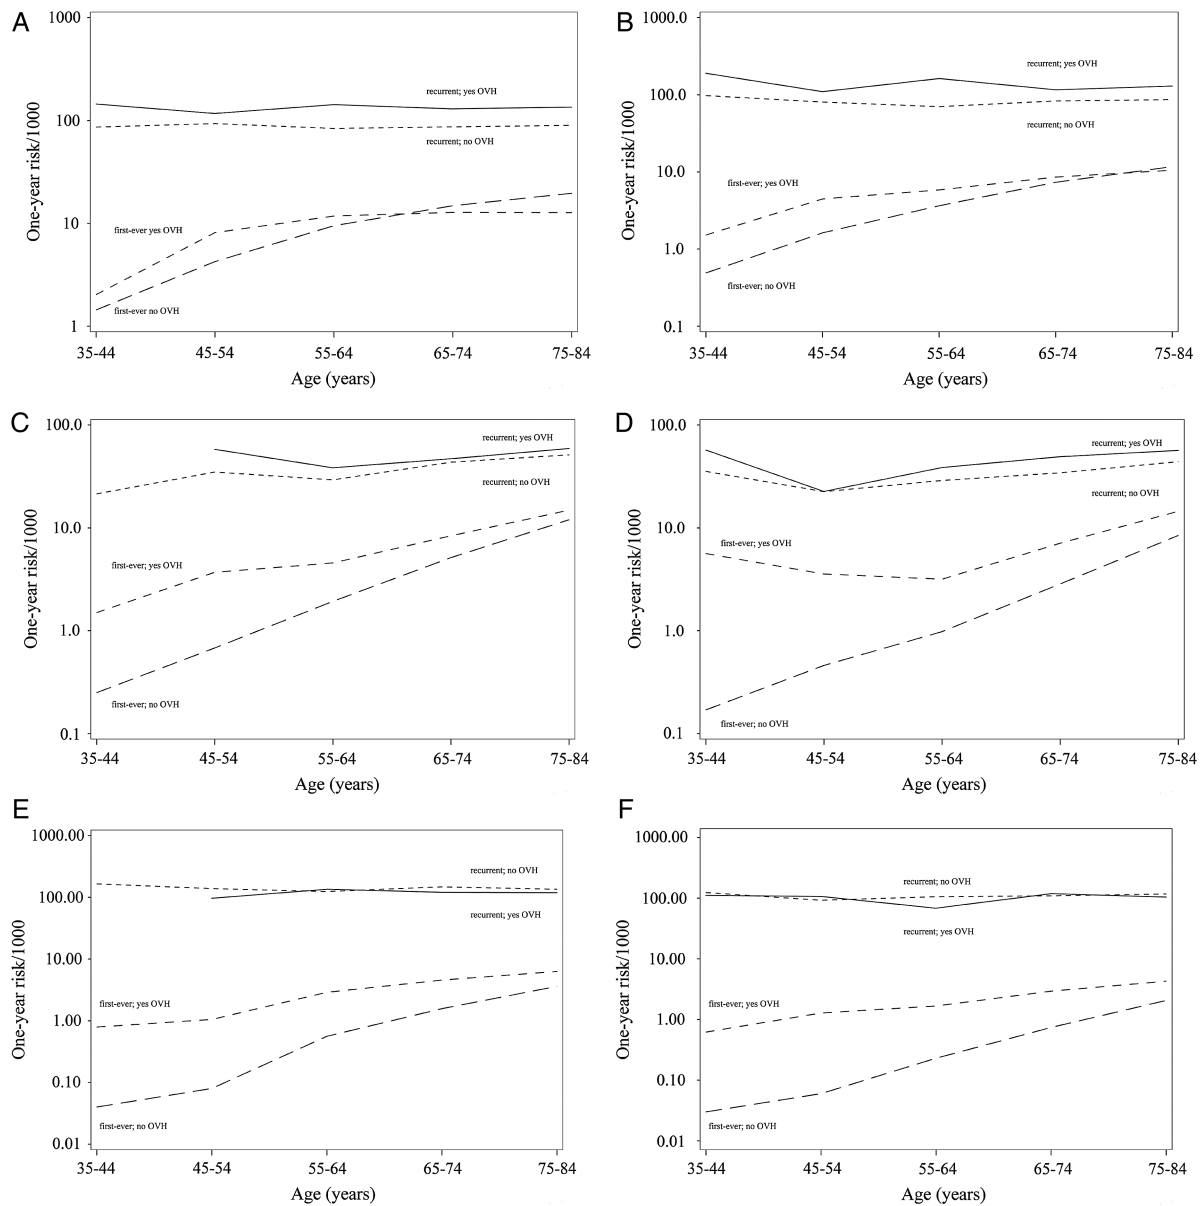 A
1000
100
10
1
One-year risk/1000
recurrent; yes OVH
recurrent; no OVH
first-ever yes OVH
first-ever no OVH
35-44 45-54 55-64 65-74 75-84
Age (years)
B
1000.0
100.0
10.0
1.0
0.1
One-year risk/1000
recurrent; yes OVH
recurrent; no OVH
first-ever; yes OVH
first-ever; no OVH
35-44 45-54 55-64 65-74 75-84
Age (years)
C
100.0
10.0
1.0
0.1
One-year risk/1000
recurrent; yes OVH
recurrent; no OVH
first-ever; yes OVH
first-ever; no OVH
35-44 45-54 55-64 65-74 75-84
Age (years)
D
100.0
10.0
1.0
0.1
One-year risk/1000
recurrent; yes OVH
recurrent; no OVH
first-ever; yes OVH
first-ever; no OVH
35-44 45-54 55-64 65-74 75-84
Age (years)
E
1000.00
100.00
10.00
1.00
0.10
0.01
One-year risk/1000
recurrent; no OVH
recurrent; yes OVH
first-ever; yes OVH
first-ever; no OVH
35-44 45-54 55-64 65-74 75-84
Age (years)
F
1000.00
100.00
10.00
1.00
0.10
0.01
One-year risk/1000
recurrent; no OVH
recurrent; yes OVH
first-ever; yes OVH
first-ever; no OVH
35-44 45-54 55-64 65-74 75-84
Age (years)